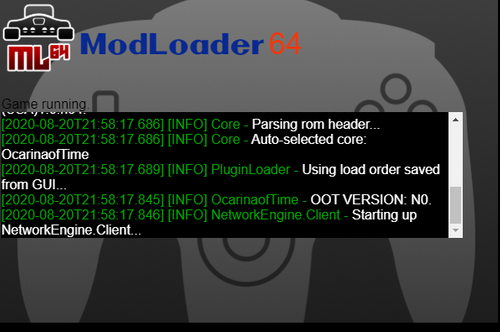 ML64
ModLoader 64
Game running.
[2020-08-20T21:58:17.686] [INFO] Core - Parsing rom header...
[2020-08-20T21:58:17.686] [INFO] Core - Auto-selected core:
OcarinaofTime
[2020-08-20T21:58:17.689] [INFO] PluginLoader - Using load order saved
from GUI...
[2020-08-20T21:58:17.845] [INFO] OcarinaofTime - OOT VERSION: N0.
[2020-08-20T21:58:17.846] [INFO] NetworkEngine.Client - Starting up
NetworkEngine.Client...